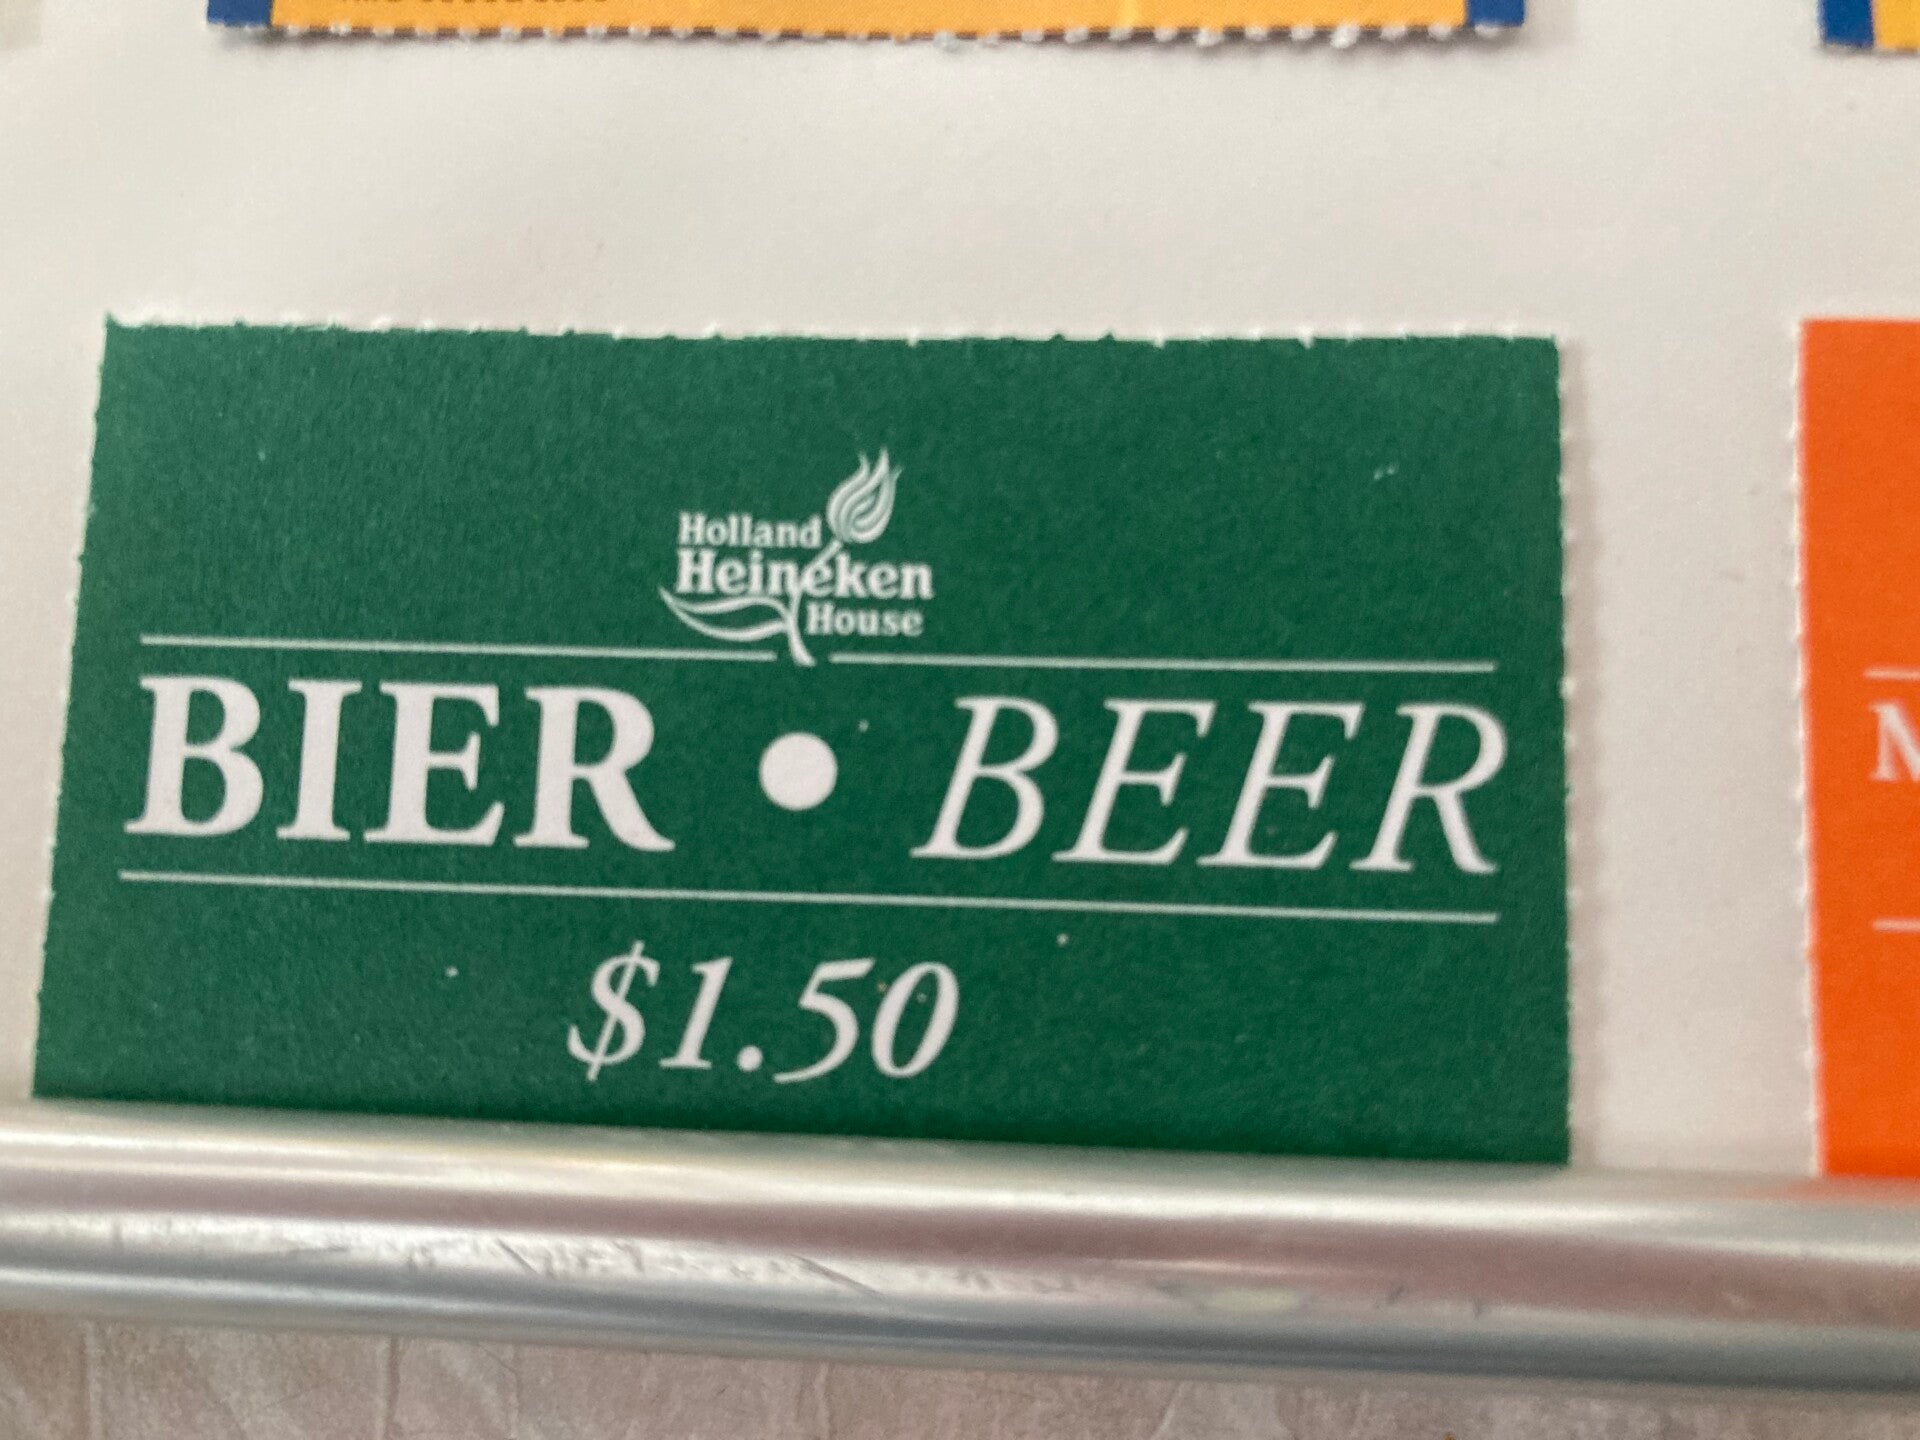 Holland
Heineken
House
BIER • BEER
$1.50
M